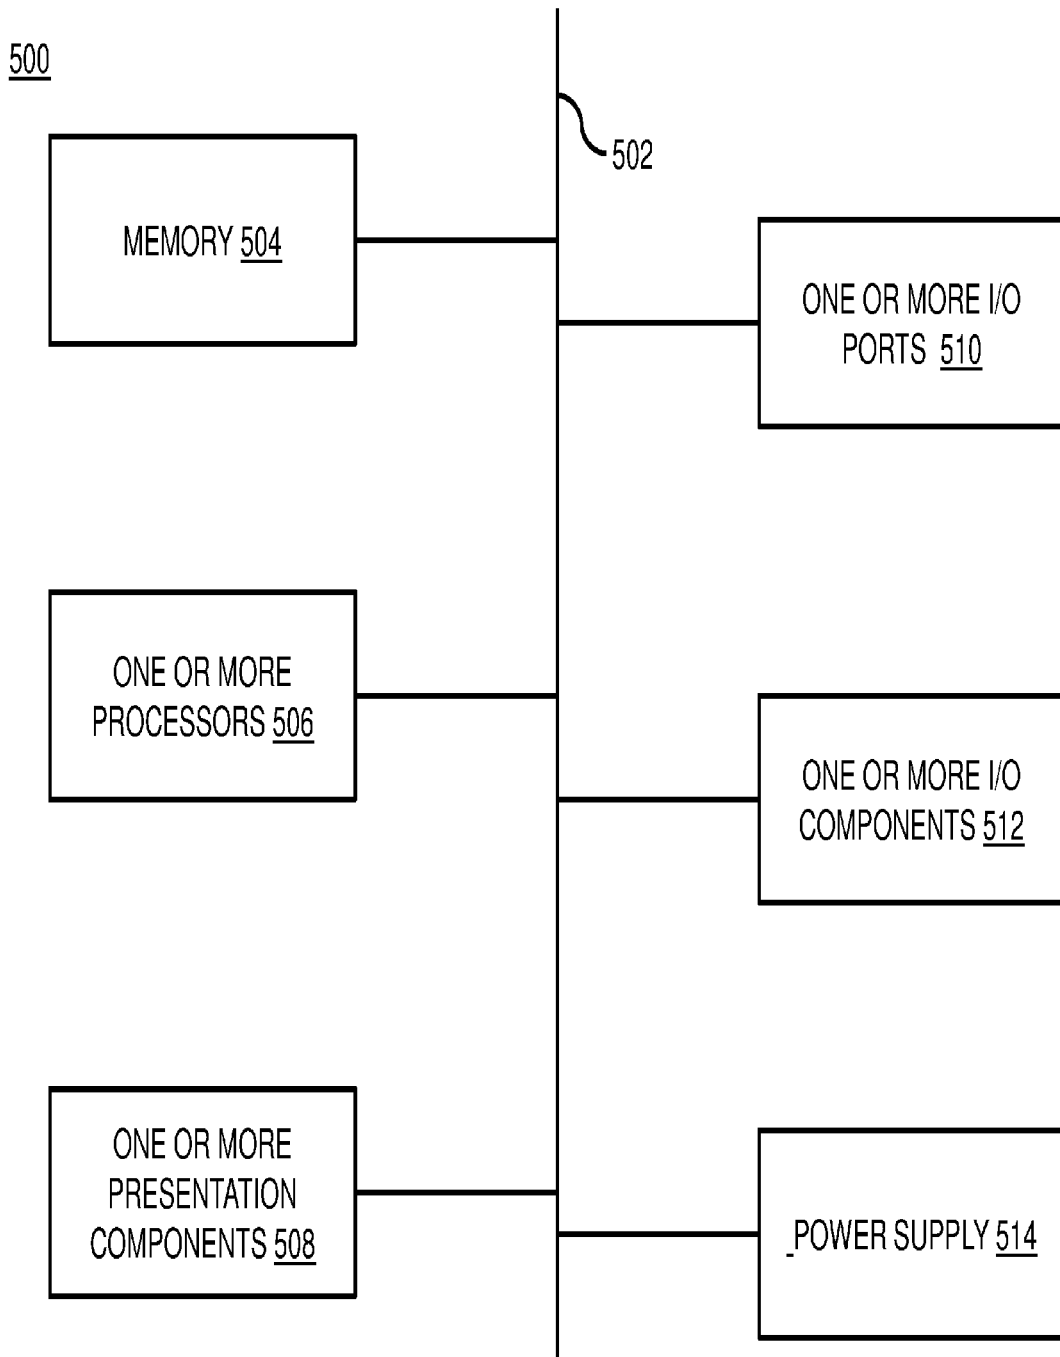 500
502
MEMORY 504
ONE OR MORE I/O
PORTS 510
ONE OR MORE
PROCESSORS 506
ONE OR MORE I/O
COMPONENTS 512
ONE OR MORE
PRESENTATION
COMPONENTS 508
POWER SUPPLY 514